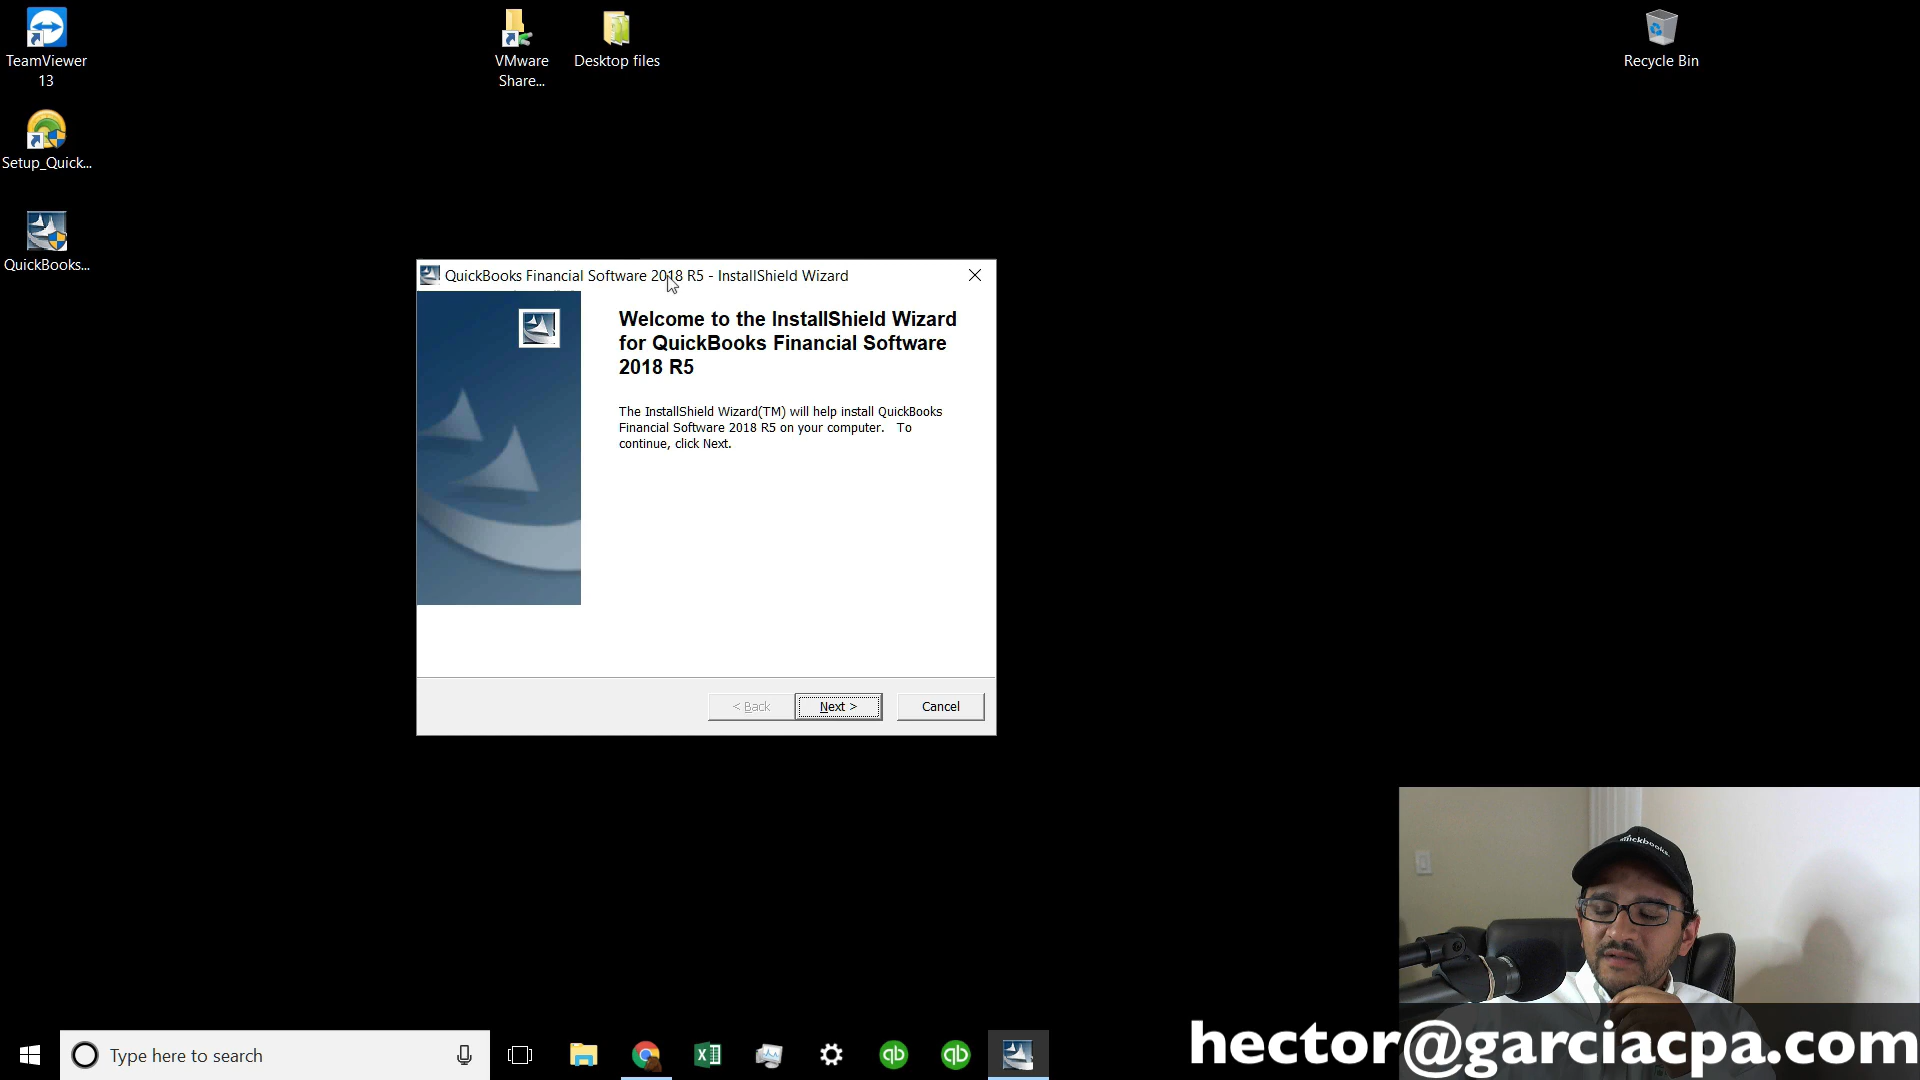 TeamViewer
13
VMware
Share...
Desktop files
Recycle Bin
Setup_Quick...
QuickBooks...
QuickBooks Financial Software 2018 R5 - InstallShield Wizard
Welcome to the InstallShield Wizard
for QuickBooks Financial Software
2018 R5
The InstallShield Wizard(TM) will help install QuickBooks
Financial Software 2018 R5 on your computer. To
continue, click Next.
< Back
Next >
Cancel
quickbooks.
hector@garciacpa.com
Type here to search
qb
qb